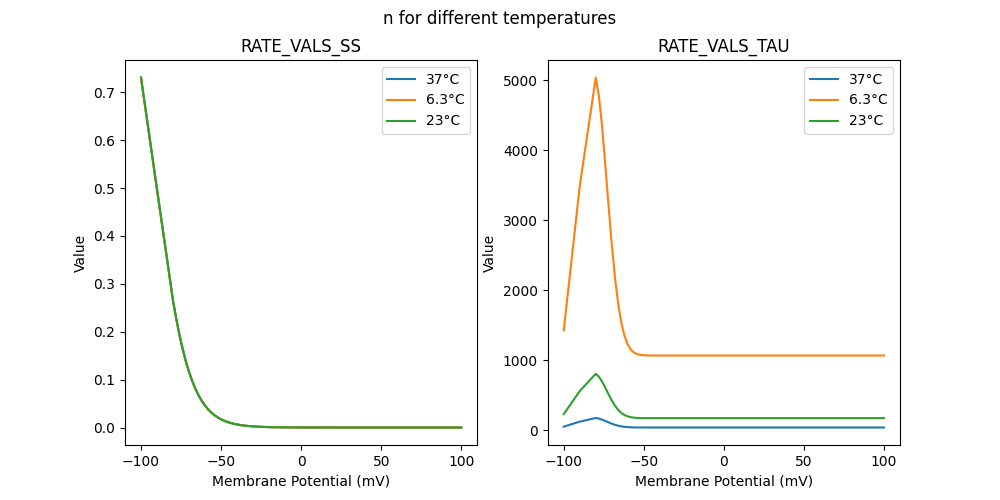 n for different temperatures
RATE_VALS_SS
Value
0.7
0.6
0.5
0.4
0.3
0.2
0.1
0.0
37°C
6.3°C
23°C
−100
−50
0
50
100
Membrane Potential (mV)
RATE_VALS_TAU
Value
5000
4000
3000
2000
1000
0
37°C
6.3°C
23°C
−100
−50
0
50
100
Membrane Potential (mV)